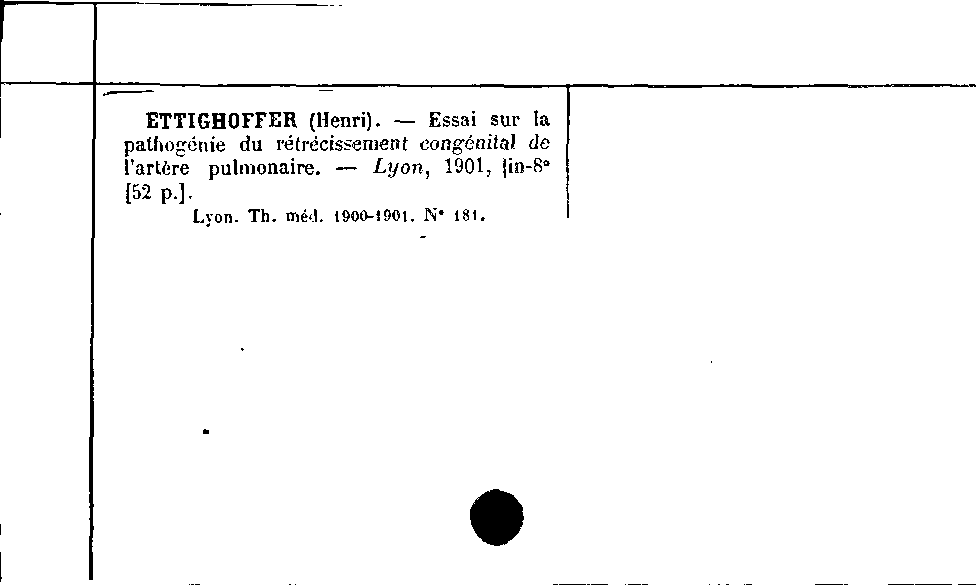 ETTIGHOFFER (Henri). — Essai sur la
pathogénie du rétrécissement congénital de
l'artère pulmonaire. — Lyon, 1901, in-8°
[52 p.].
Lyon. Th. méd. 1900-1901. N° 181.